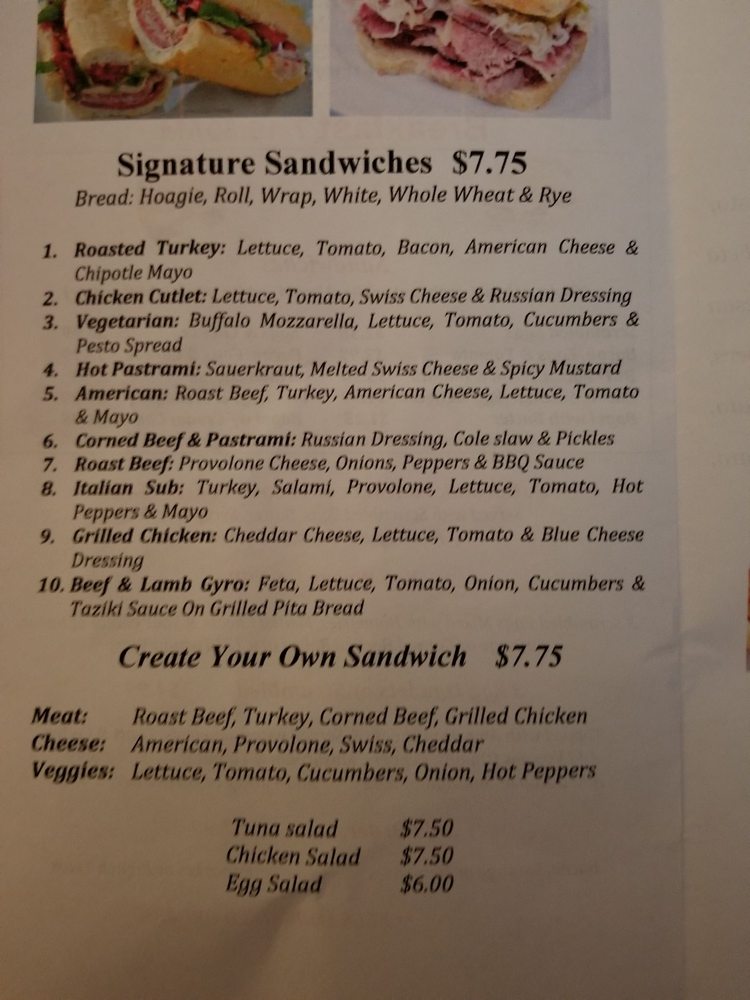 Signature Sandwiches $7.75
Bread: Hoagie, Roll, Wrap, White, Whole Wheat & Rye
1. Roasted Turkey: Lettuce, Tomato, Bacon, American Cheese &
Chipotle Mayo
2. Chicken Cutlet: Lettuce, Tomato, Swiss Cheese & Russian Dressing
3. Vegetarian: Buffalo Mozzarella, Lettuce, Tomato, Cucumbers &
Pesto Spread
4. Hot Pastrami: Sauerkraut, Melted Swiss Cheese & Spicy Mustard
5. American: Roast Beef, Turkey, American Cheese, Lettuce, Tomato
& Mayo
6. Corned Beef & Pastrami: Russian Dressing, Cole slaw & Pickles
7. Roast Beef: Provolone Cheese, Onions, Peppers & BBQ Sauce
8. Italian Sub: Turkey, Salami, Provolone, Lettuce, Tomato, Hot
Peppers & Mayo
9. Grilled Chicken: Cheddar Cheese, Lettuce, Tomato & Blue Cheese
Dressing
10. Beef & Lamb Gyro: Feta, Lettuce, Tomato, Onion, Cucumbers &
Taziki Sauce On Grilled Pita Bread
Create Your Own Sandwich $7.75
Meat: Roast Beef, Turkey, Corned Beef, Grilled Chicken
Cheese: American, Provolone, Swiss, Cheddar
Veggies: Lettuce, Tomato, Cucumbers, Onion, Hot Peppers
Tuna salad $7.50
Chicken Salad $7.50
Egg Salad $6.00